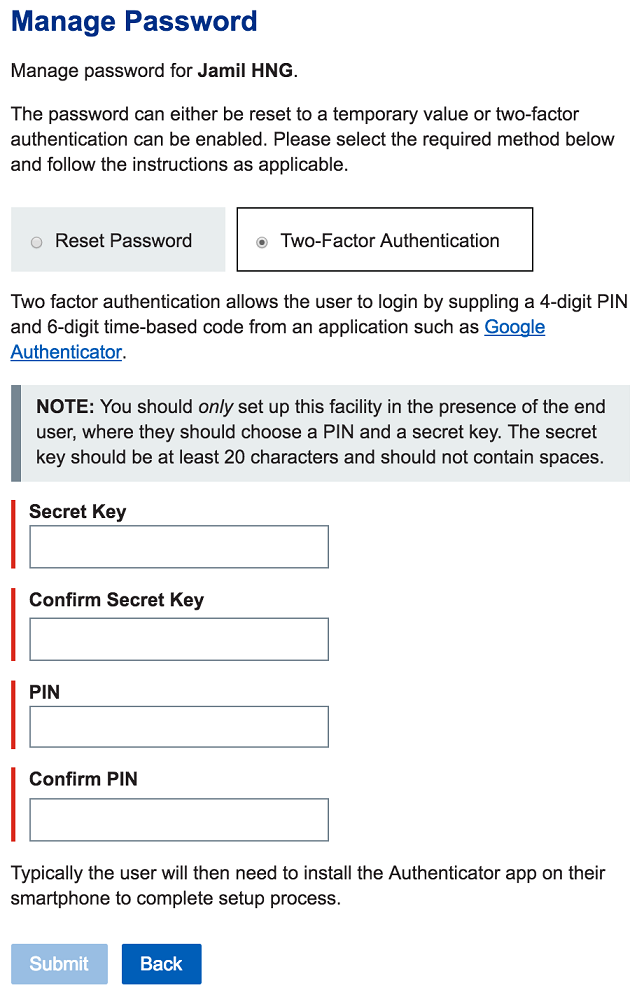 Manage Password
Manage password for Jamil HNG.
The password can either be reset to a temporary value or two-factor
authentication can be enabled. Please select the required method below
and follow the instructions as applicable.
Reset Password
Two-Factor Authentication
Two factor authentication allows the user to login by suppling a 4-digit PIN
and 6-digit time-based code from an application such as Google
Authenticator.
NOTE: You should only set up this facility in the presence of the end
user, where they should choose a PIN and a secret key. The secret
key should be at least 20 characters and should not contain spaces.
Secret Key
Confirm Secret Key
PIN
Confirm PIN
Typically the user will then need to install the Authenticator app on their
smartphone to complete setup process.
Submit
Back